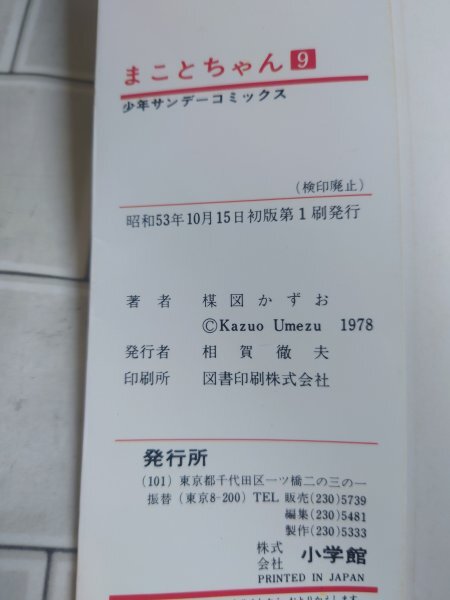 まことちゃん 9
少年サンデーコミックス
(検印廃止)
昭和53年10月15日初版第1刷発行
著者 楳図かずお
©Kazuo Umezu 1978
発行者 相賀徹夫
印刷所 図書印刷株式会社
発行所
(101) 東京都千代田区一ツ橋二の三の一
振替 (東京8-200) TEL 販売(230)5739
編集(230)5481
製作(230)5333
株式会社 小学館
PRINTED IN JAPAN